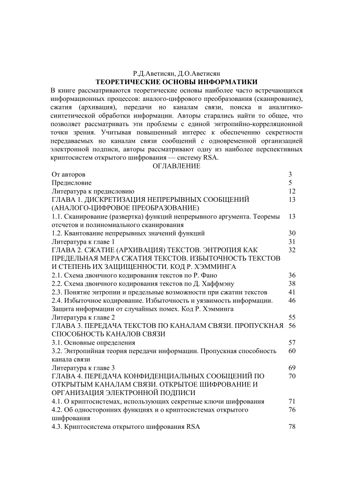 Р.Д.Аветисян, Д.О.Аветисян
ТЕОРЕТИЧЕСКИЕ ОСНОВЫ ИНФОРМАТИКИ
В книге рассматриваются теоретические основы наиболее часто встречающихся
информационных процессов: аналого-цифрового преобразования (сканирование),
сжатия (архивация), передачи но каналам связи, поиска и аналитико-
синтетической обработки информации. Авторы старались найти то общее, что
позволяет рассматривать эти проблемы с единой энтропийно-корреляционной
точки зрения. Учитывая повышенный интерес к обеспечению секретности
передаваемых но каналам связи сообщений с одновременной организацией
электронной подписи, авторы рассматривают одну из наиболее перспективных
криптосистем открытого шифрования — систему RSA.
ОГЛАВЛЕНИЕ
От авторов 3
Предисловие 5
Литература к предисловию 12
ГЛАВА 1. ДИСКРЕТИЗАЦИЯ НЕПРЕРЫВНЫХ СООБЩЕНИЙ 13
(АНАЛОГО-ЦИФРОВОЕ ПРЕОБРАЗОВАНИЕ)
1.1. Сканирование (развертка) функций непрерывного аргумента. Теоремы 13
отсчетов и полиномиального сканирования
1.2. Квантование непрерывных значений функций 30
Литература к главе 1 31
ГЛАВА 2. СЖАТИЕ (АРХИВАЦИЯ) ТЕКСТОВ. ЭНТРОПИЯ КАК 32
ПРЕДЕЛЬНАЯ МЕРА СЖАТИЯ ТЕКСТОВ. ИЗБЫТОЧНОСТЬ ТЕКСТОВ
И СТЕПЕНЬ ИХ ЗАЩИЩЕННОСТИ. КОД Р. ХЭММИНГА
2.1. Схема двоичного кодирования текстов по Р. Фано 36
2.2. Схема двоичного кодирования текстов по Д. Хаффмэну 38
2.3. Понятие энтропии и предельные возможности при сжатии текстов 41
2.4. Избыточное кодирование. Избыточность и уязвимость информации. 46
Защита информации от случайных помех. Код Р. Хэмминга
Литература к главе 2 55
ГЛАВА 3. ПЕРЕДАЧА ТЕКСТОВ ПО КАНАЛАМ СВЯЗИ. ПРОПУСКНАЯ 56
СПОСОБНОСТЬ КАНАЛОВ СВЯЗИ
3.1. Основные определения 57
3.2. Энтропийная теория передачи информации. Пропускная способность 60
канала связи
Литература к главе 3 69
ГЛАВА 4. ПЕРЕДАЧА КОНФИДЕНЦИАЛЬНЫХ СООБЩЕНИЙ ПО 70
ОТКРЫТЫМ КАНАЛАМ СВЯЗИ. ОТКРЫТОЕ ШИФРОВАНИЕ И
ОРГАНИЗАЦИЯ ЭЛЕКТРОННОЙ ПОДПИСИ
4.1. О криптосистемах, использующих секретные ключи шифрования 71
4.2. Об односторонних функциях и о криптосистемах открытого 76
шифрования
4.3. Криптосистема открытого шифрования RSA 78